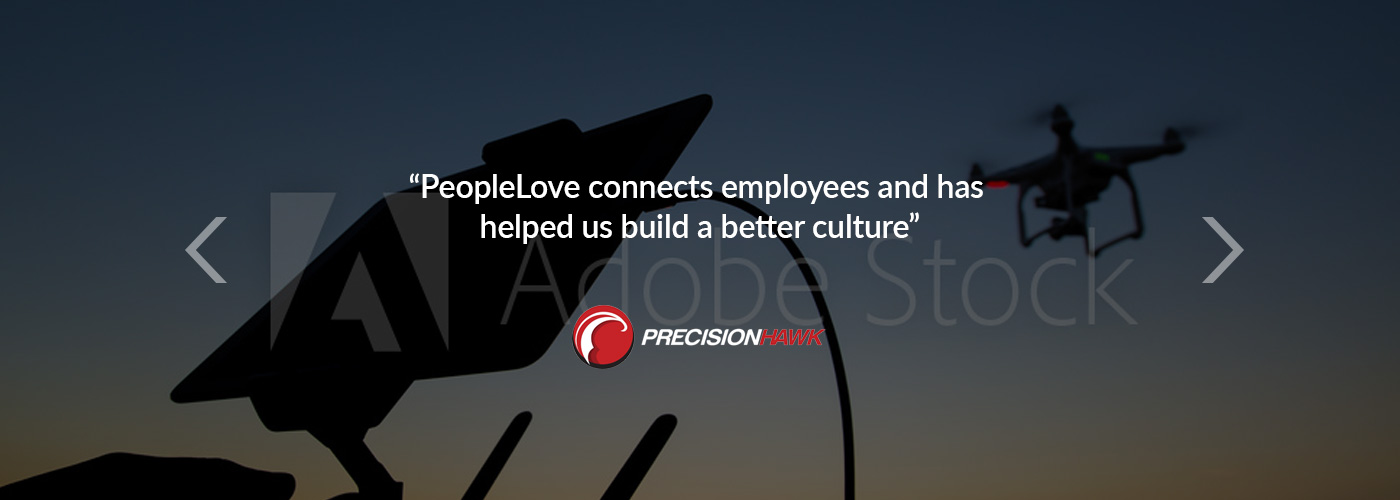 “PeopleLove connects employees and has
helped us build a better culture”
Adobe Stock
PRECISIONHAWK